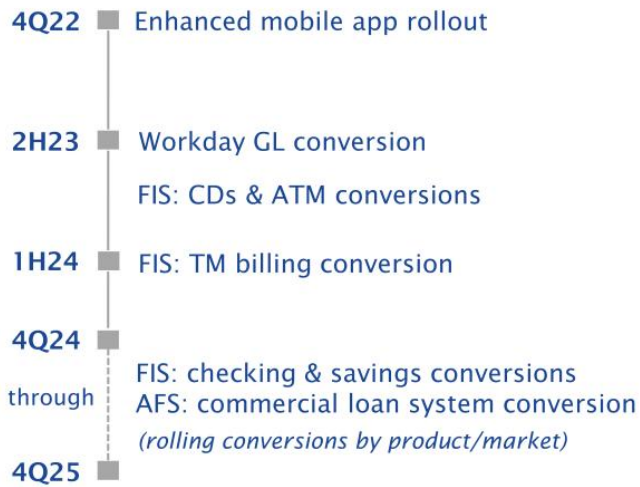 4Q22 Enhanced mobile app rollout
2H23 Workday GL conversion
FIS: CDs & ATM conversions
1H24 FIS: TM billing conversion
4Q24
FIS: checking & savings conversions
through
AFS: commercial loan system conversion
(rolling conversions by product/market)
4Q25